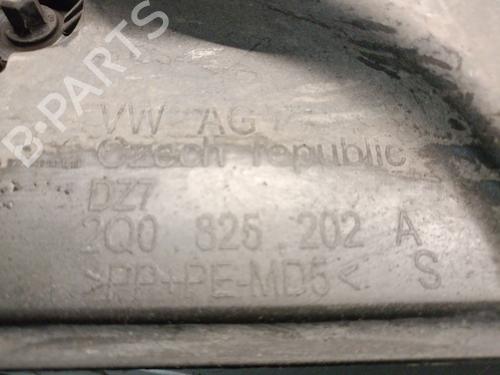 B-PARTS
VW AG
Czech republic
DZ7
2Q0 825 202 A
>PP+PE-MD5< S